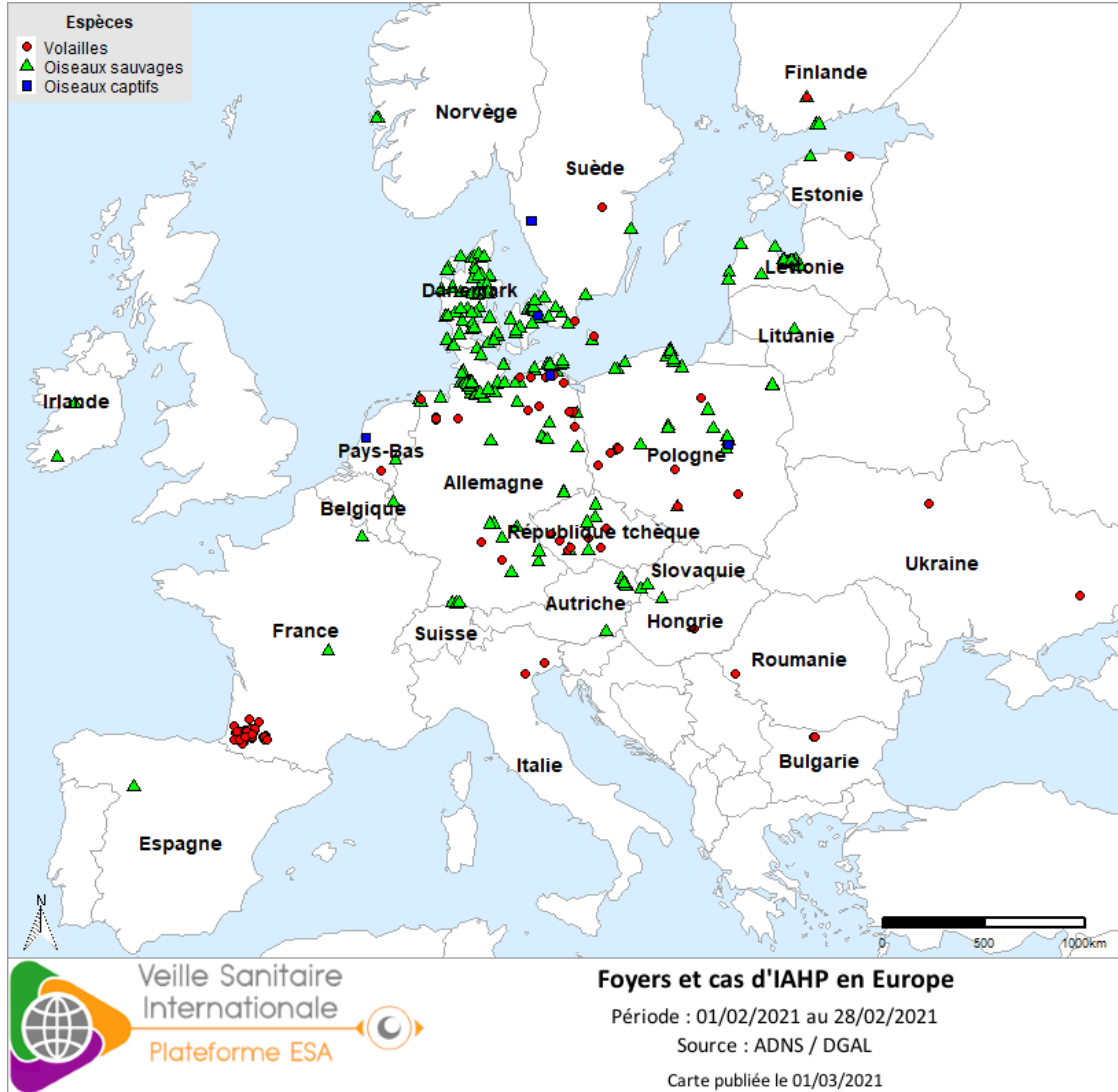 Espèces
Volailles
Oiseaux sauvages
Oiseaux captifs
Finlande
Norvège
Suède
Estonie
Lettonie
Danemark
Lituanie
Irlande
Pays-Bas
Pologne
Allemagne
Belgique
République tchèque
Ukraine
Slovaquie
Autriche
Hongrie
France
Suisse
Roumanie
Italie
Bulgarie
Espagne
N
0 500 1000km
Veille Sanitaire
Internationale
Plateforme ESA
Foyers et cas d'IAHP en Europe
Période : 01/02/2021 au 28/02/2021
Source : ADNS / DGAL
Carte publiée le 01/03/2021